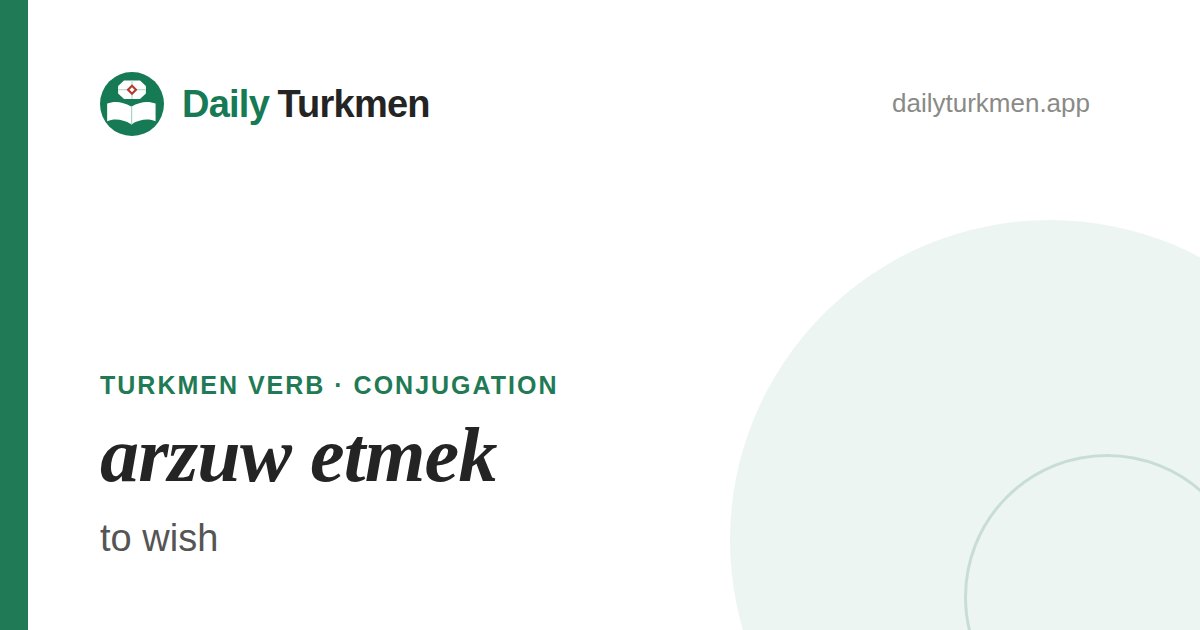 Daily Turkmen
dailyturkmen.app
TURKMEN VERB · CONJUGATION
arzuw etmek
to wish